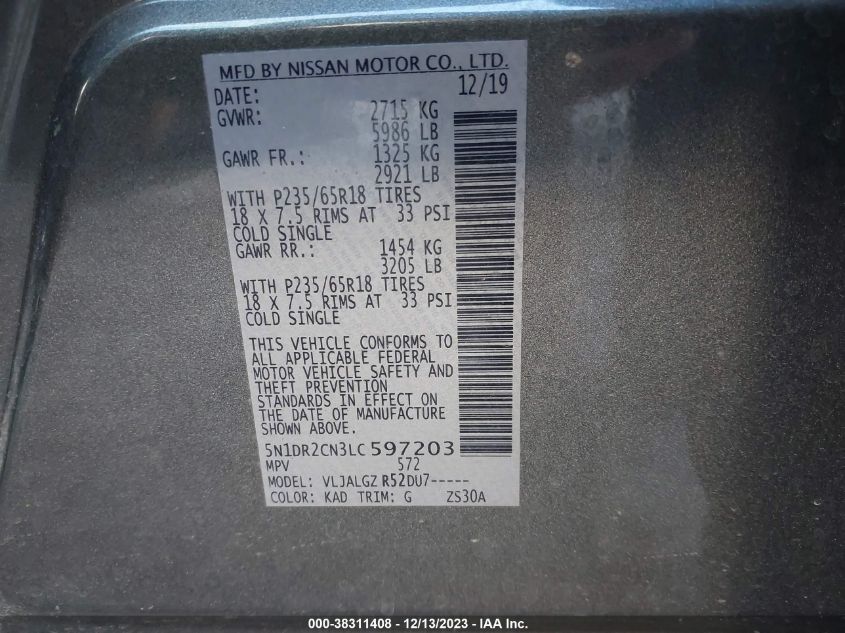 MFD BY NISSAN MOTOR CO., LTD.
DATE: 12/19
GVWR: 2715 KG
5986 LB
GAWR FR.: 1325 KG
2921 LB
WITH P235/65R18 TIRES
18 X 7.5 RIMS AT 33 PSI
COLD SINGLE
GAWR RR.: 1454 KG
3205 LB
WITH P235/65R18 TIRES
18 X 7.5 RIMS AT 33 PSI
COLD SINGLE
THIS VEHICLE CONFORMS TO
ALL APPLICABLE FEDERAL
MOTOR VEHICLE SAFETY AND
THEFT PREVENTION
STANDARDS IN EFFECT ON
THE DATE OF MANUFACTURE
SHOWN ABOVE.
5N1DR2CN3LC597203
MPV 572
MODEL: VLJALGZ R52DU7-----
COLOR: KAD TRIM: G ZS30A
000-38311408 - 12/13/2023 - IAA Inc.